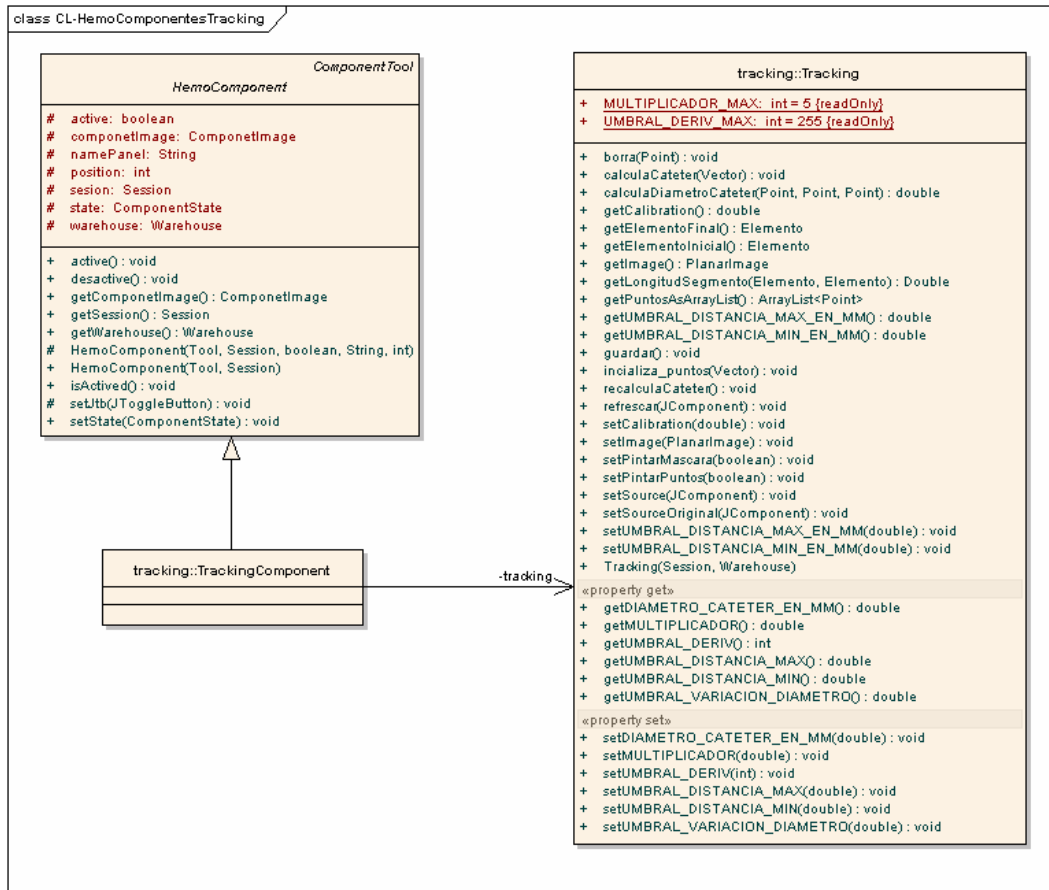 class CL-HemoComponentesTracking
ComponentTool
HemoComponent
# active: boolean
# componetImage: ComponetImage
# namePanel: String
# position: int
# sesion: Session
# state: ComponentState
# warehouse: Warehouse
+ active() : void
+ desactive() : void
+ getComponetImage() : ComponetImage
+ getSession() : Session
+ getWarehouse() : Warehouse
# HemoComponent(Tool, Session, boolean, String, int)
+ HemoComponent(Tool, Session)
+ isActived() : void
# setJtb(JToggleButton) : void
+ setState(ComponentState) : void
tracking::TrackingComponent
-tracking
tracking::Tracking
+ MULTIPLICADOR_MAX: int = 5 {readOnly}
+ UMBRAL_DERIV_MAX: int = 255 {readOnly}
+ borra(Point) : void
+ calculaCateter(Vector) : void
+ calculaDiametroCateter(Point, Point, Point) : double
+ getCalibration() : double
+ getElementoFinal() : Elemento
+ getElementoInicial() : Elemento
+ getImage() : PlanarImage
+ getLongitudSegmento(Elemento, Elemento) : Double
+ getPuntosAsArrayList() : ArrayList<Point>
+ getUMBRAL_DISTANCIA_MAX_EN_MM() : double
+ getUMBRAL_DISTANCIA_MIN_EN_MM() : double
+ guardar() : void
+ incializa_puntos(Vector) : void
+ recalculaCateter() : void
+ refrescar(JComponent) : void
+ setCalibration(double) : void
+ setImage(PlanarImage) : void
+ setPintarMascara(boolean) : void
+ setPintarPuntos(boolean) : void
+ setSource(JComponent) : void
+ setSourceOriginal(JComponent) : void
+ setUMBRAL_DISTANCIA_MAX_EN_MM(double) : void
+ setUMBRAL_DISTANCIA_MIN_EN_MM(double) : void
+ Tracking(Session, Warehouse)
«property get»
+ getDIAMETRO_CATETER_EN_MM() : double
+ getMULTIPLICADOR() : double
+ getUMBRAL_DERIV() : int
+ getUMBRAL_DISTANCIA_MAX() : double
+ getUMBRAL_DISTANCIA_MIN() : double
+ getUMBRAL_VARIACION_DIAMETRO() : double
«property set»
+ setDIAMETRO_CATETER_EN_MM(double) : void
+ setMULTIPLICADOR(double) : void
+ setUMBRAL_DERIV(int) : void
+ setUMBRAL_DISTANCIA_MAX(double) : void
+ setUMBRAL_DISTANCIA_MIN(double) : void
+ setUMBRAL_VARIACION_DIAMETRO(double) : void